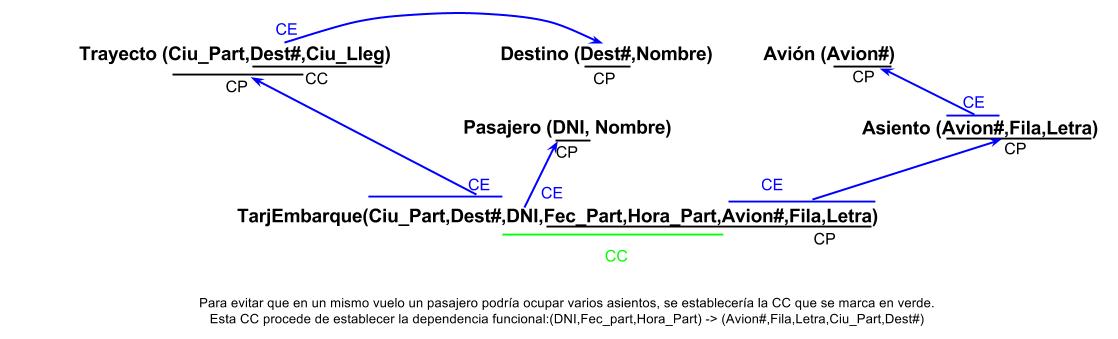 CE
Trayecto (Ciu_Part,Dest#,Ciu_Lleg)
CP
CC
Destino (Dest#,Nombre)
CP
Avión (Avion#)
CP
CE
Pasajero (DNI, Nombre)
CP
Asiento (Avion#,Fila,Letra)
CP
CE
CE
CE
TarjEmbarque(Ciu_Part,Dest#,DNI,Fec_Part,Hora_Part,Avion#,Fila,Letra)
CP
CC
Para evitar que en un mismo vuelo un pasajero podría ocupar varios asientos, se establecería la CC que se marca en verde.
Esta CC procede de establecer la dependencia funcional:(DNI,Fec_part,Hora_Part) -> (Avion#,Fila,Letra,Ciu_Part,Dest#)